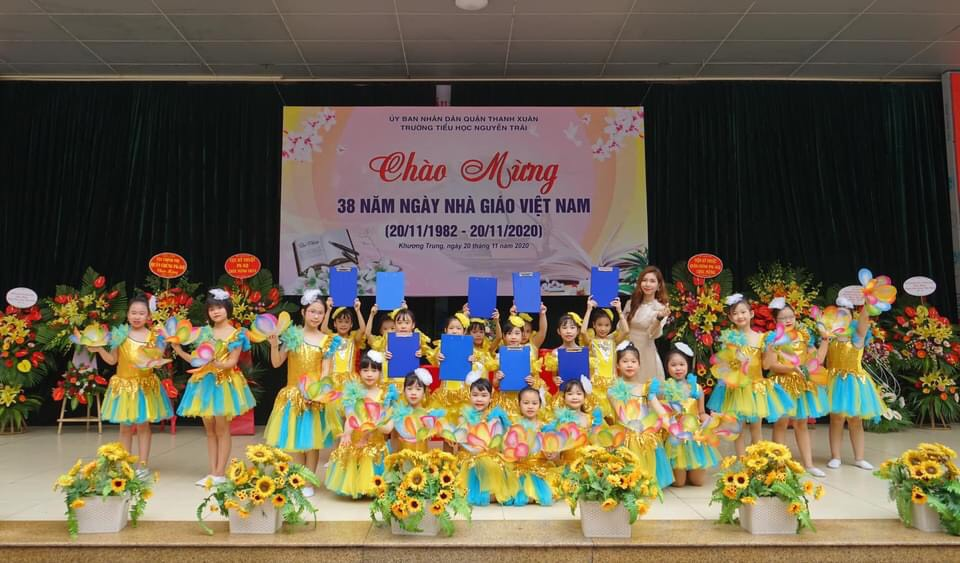 ỦY BAN NHÂN DÂN QUẬN THANH XUÂN
TRƯỜNG TIỂU HỌC NGUYỄN TRÃI
Chào Mừng
38 NĂM NGÀY NHÀ GIÁO VIỆT NAM
(20/11/1982 - 20/11/2020)
Khương Trung, ngày 20 tháng 11 năm 2020